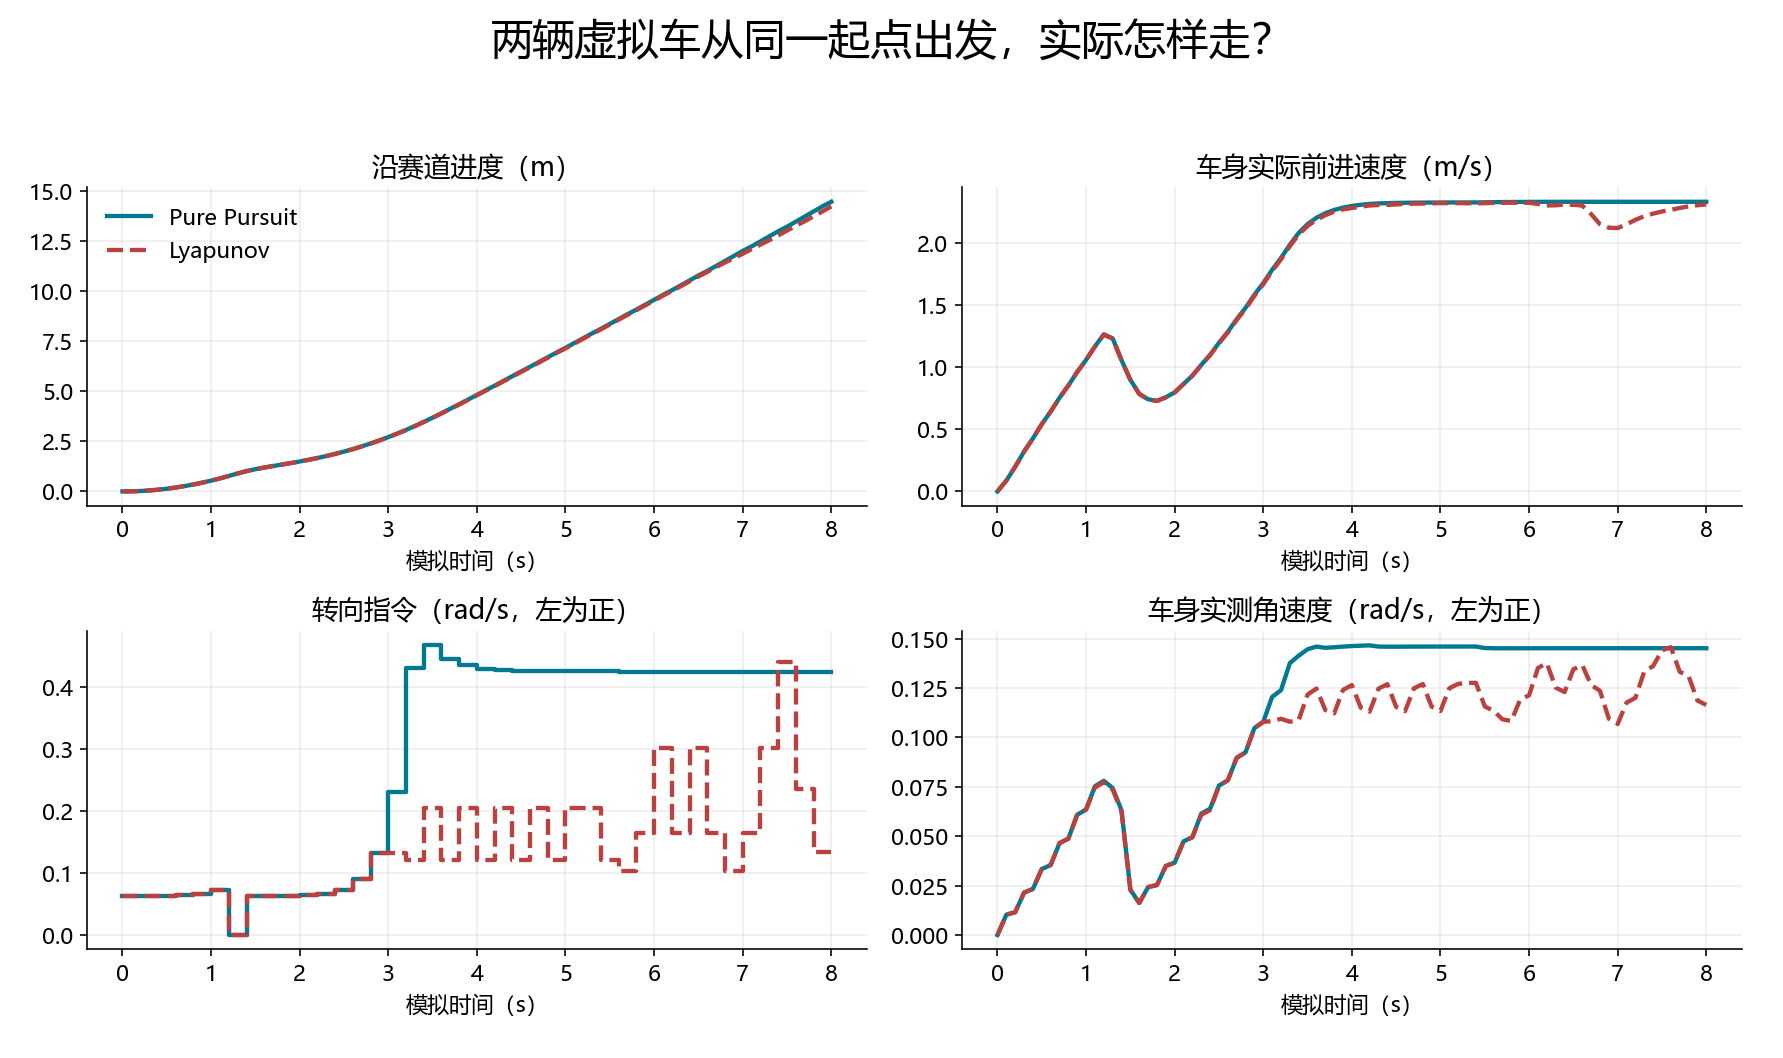 两辆虚拟车从同一起点出发，实际怎样走？
沿赛道进度（m）
15.0
12.5
10.0
7.5
5.0
2.5
0.0
Pure Pursuit
Lyapunov
0 1 2 3 4 5 6 7 8
模拟时间（s）
车身实际前进速度（m/s）
2.0
1.5
1.0
0.5
0.0
0 1 2 3 4 5 6 7 8
模拟时间（s）
转向指令（rad/s，左为正）
0.4
0.3
0.2
0.1
0.0
0 1 2 3 4 5 6 7 8
模拟时间（s）
车身实测角速度（rad/s，左为正）
0.150
0.125
0.100
0.075
0.050
0.025
0.000
0 1 2 3 4 5 6 7 8
模拟时间（s）